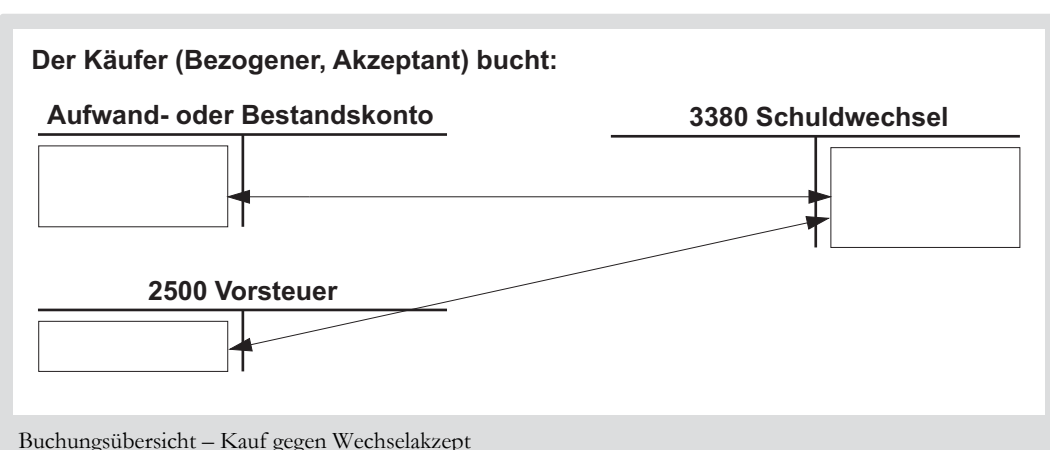 Der Käufer (Bezogener, Akzeptant) bucht:
Aufwand- oder Bestandskonto
3380 Schuldwechsel
2500 Vorsteuer
Buchungsübersicht – Kauf gegen Wechselakzept